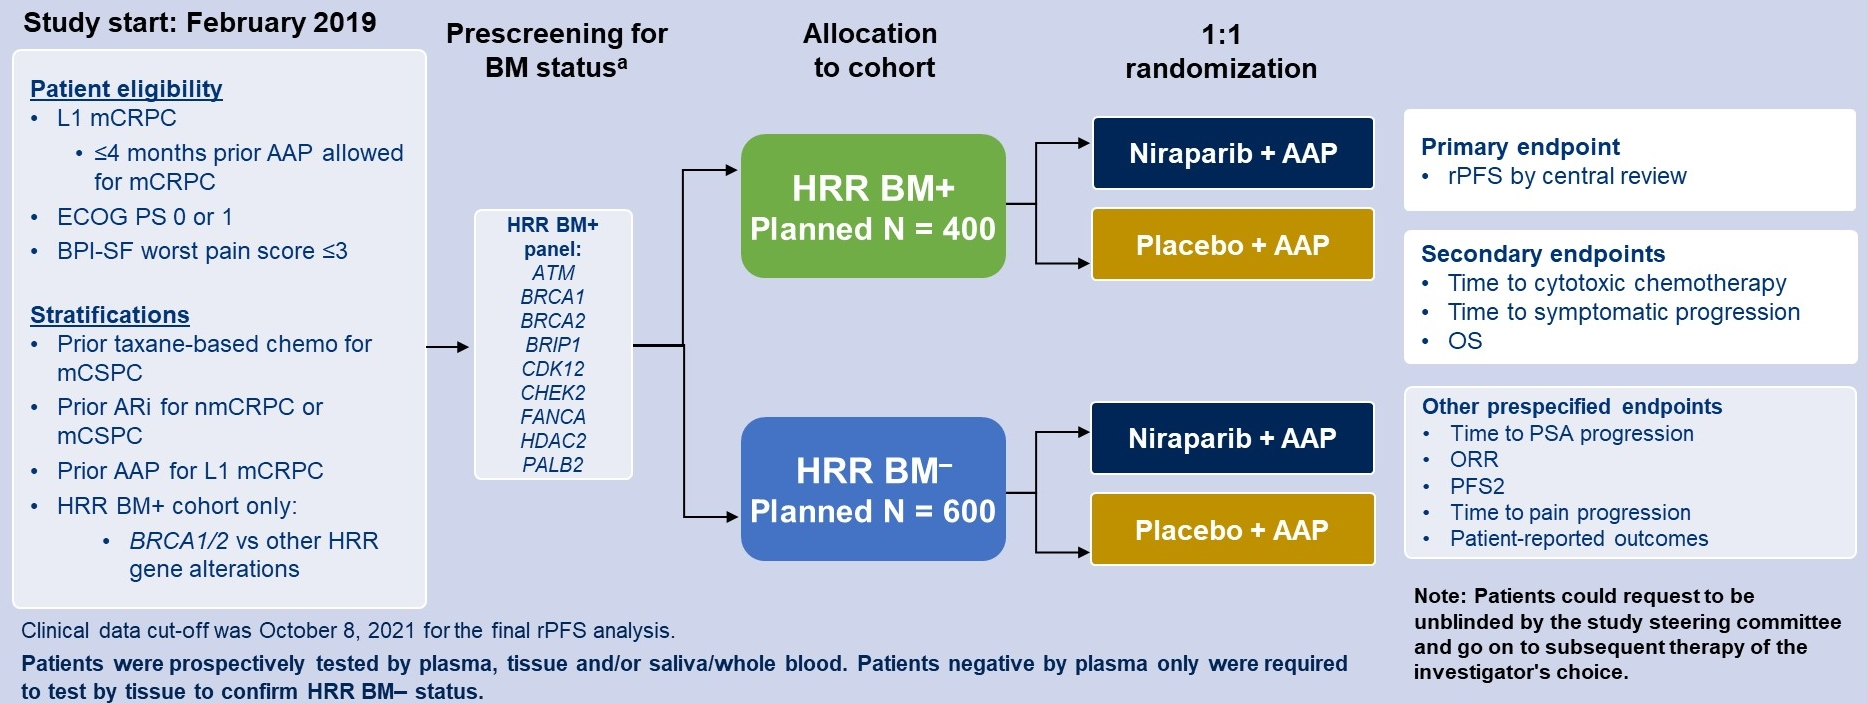 Study start: February 2019
Patient eligibility
• L1 mCRPC
• ≤4 months prior AAP allowed
for mCRPC
• ECOG PS 0 or 1
• BPI-SF worst pain score ≤3
Stratifications
• Prior taxane-based chemo for
mCSPC
• Prior ARi for nmCRPC or
mCSPC
• Prior AAP for L1 mCRPC
• HRR BM+ cohort only:
• BRCA1/2 vs other HRR
gene alterations
Prescreening for
BM statusᵃ
HRR BM+
panel:
ATM
BRCA1
BRCA2
BRIP1
CDK12
CHEK2
FANCA
HDAC2
PALB2
Allocation
to cohort
HRR BM+
Planned N = 400
HRR BM–
Planned N = 600
1:1
randomization
Niraparib + AAP
Placebo + AAP
Niraparib + AAP
Placebo + AAP
Primary endpoint
• rPFS by central review
Secondary endpoints
• Time to cytotoxic chemotherapy
• Time to symptomatic progression
• OS
Other prespecified endpoints
• Time to PSA progression
• ORR
• PFS2
• Time to pain progression
• Patient-reported outcomes
Note: Patients could request to be
unblinded by the study steering committee
and go on to subsequent therapy of the
investigator's choice.
Clinical data cut-off was October 8, 2021 for the final rPFS analysis.
Patients were prospectively tested by plasma, tissue and/or saliva/whole blood. Patients negative by plasma only were required
to test by tissue to confirm HRR BM– status.